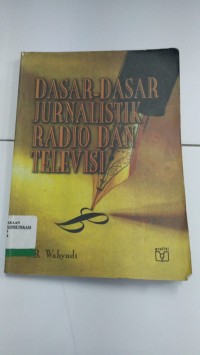 DASAR-DASAR
JURNALISTIK
RADIO DAN
TELEVISI
Wahyudi